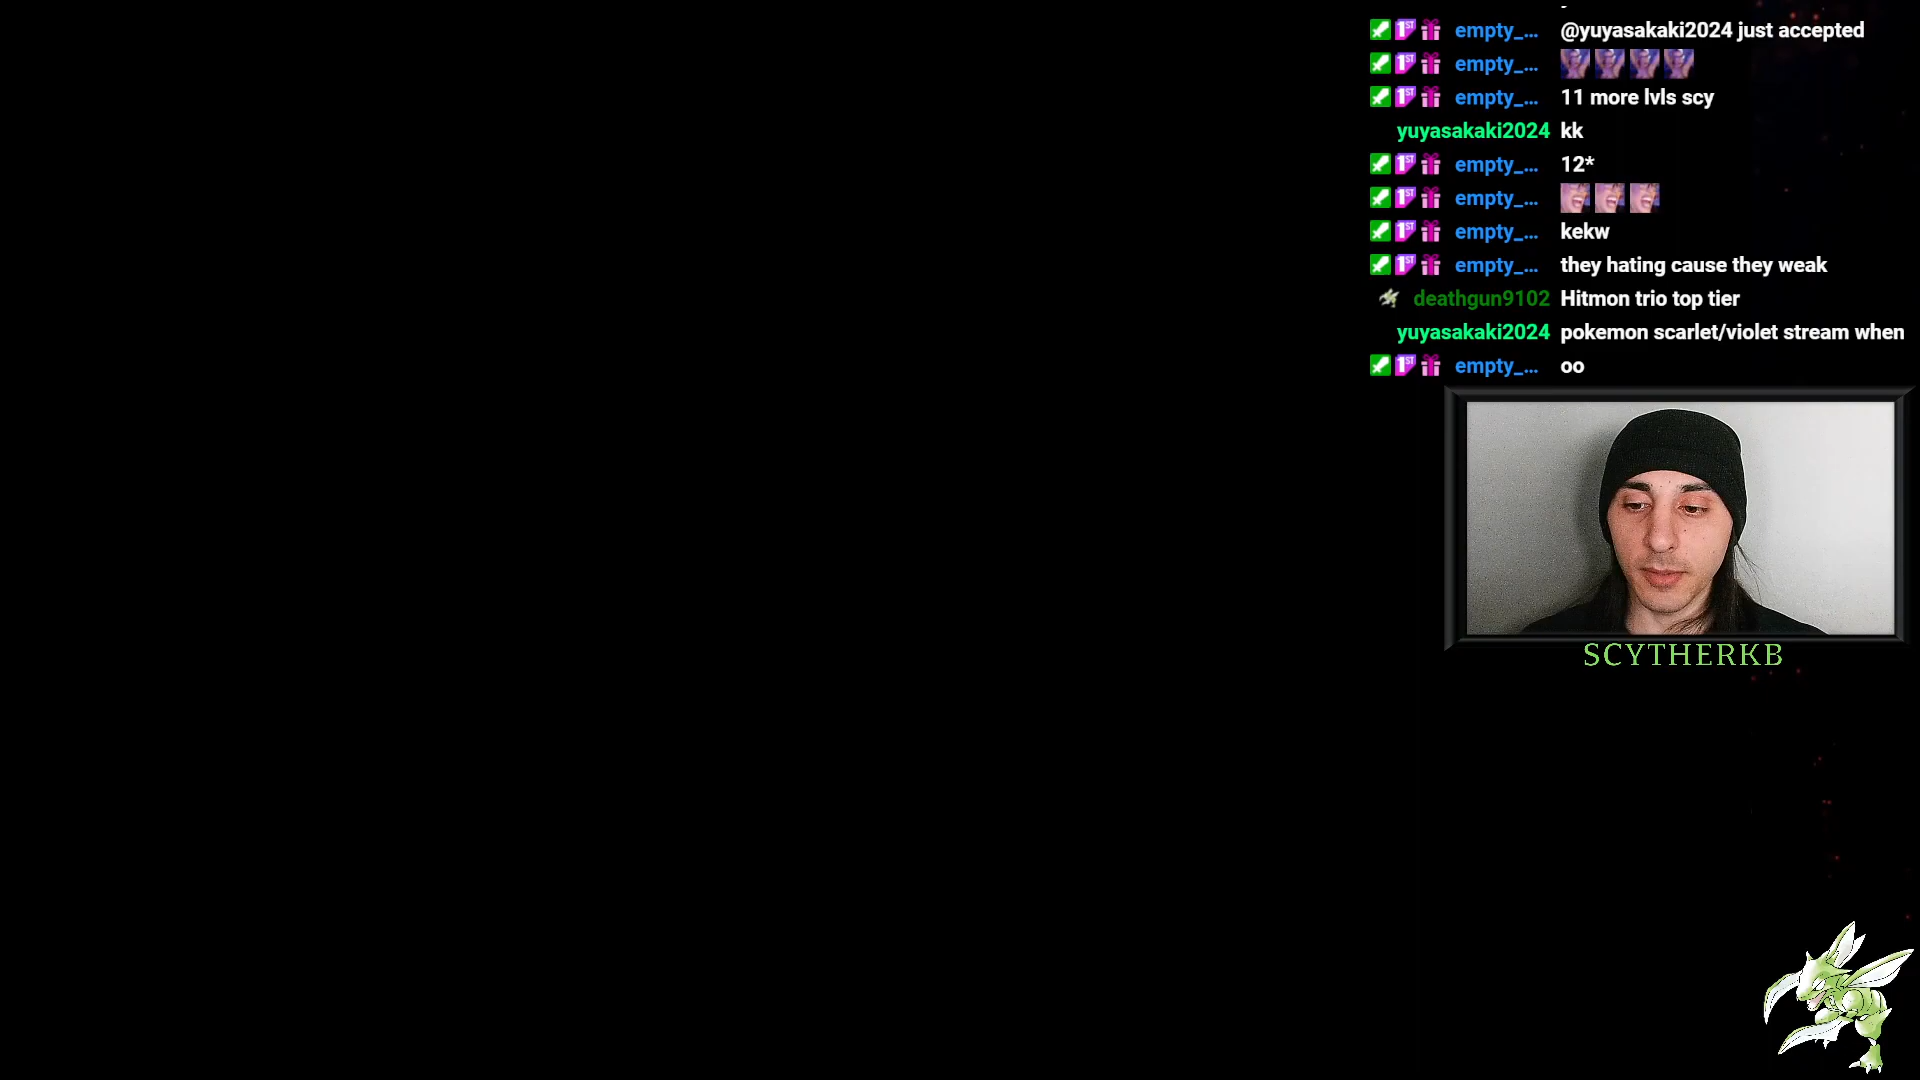 empty_... @yuyasakaki2024 just accepted
empty_...
empty_... 11 more lvls scy
yuyasakaki2024 kk
empty_... 12*
empty_...
empty_... kekw
empty_... they hating cause they weak
deathgun9102 Hitmon trio top tier
yuyasakaki2024 pokemon scarlet/violet stream when
empty_... oo
SCYTHERKB